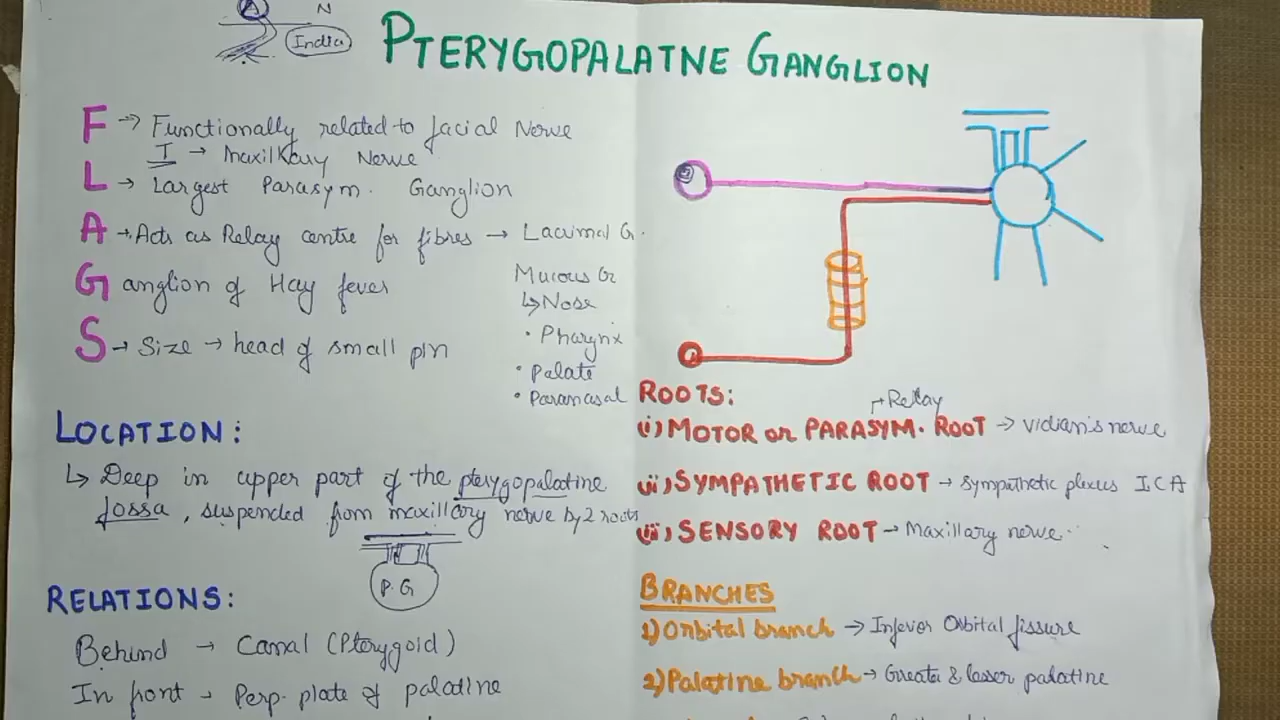 A N
India
PTERYGOPALATNE GANGLION
F → Functionally related to facial Nerve
T → Maxilkary Nerve
L → Largest Parasym. Ganglion
A → Acts as Relay centre for fibres → Lacrimal Gr.
Mucous Gr
↳ Nose
• Pharynx
• Palate
• Paranasal
G anglion of Hay fever
S → Size → head of small pin
LOCATION:
↳ Deep in upper part of the pterygopalatine
fossa, suspended from maxillary nerve by 2 roots
P.G
RELATIONS:
Behind → Canal (Pterygoid)
In front → Perp. plate of palatine
ROOTS:
Relay
(i) MOTOR or PARASYM. ROOT → Vidian's nerve
(ii) SYMPATHETIC ROOT → Sympathetic plexus ICA
(iii) SENSORY ROOT → Maxillary nerve
BRANCHES
1) Orbital branch → Inferior Orbital fissure
2) Palatine branch → Greater & lesser palatine